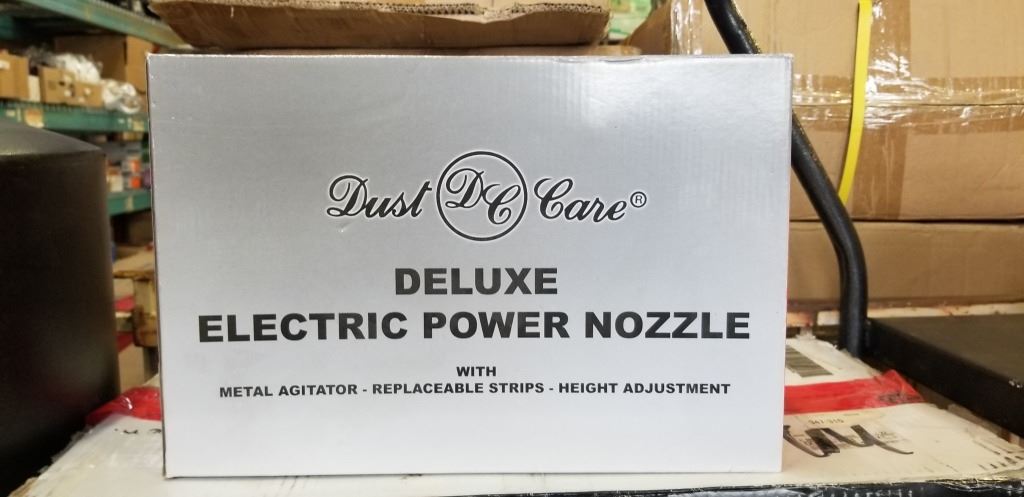 Dust DC Care®
DELUXE
ELECTRIC POWER NOZZLE
WITH
METAL AGITATOR - REPLACEABLE STRIPS - HEIGHT ADJUSTMENT